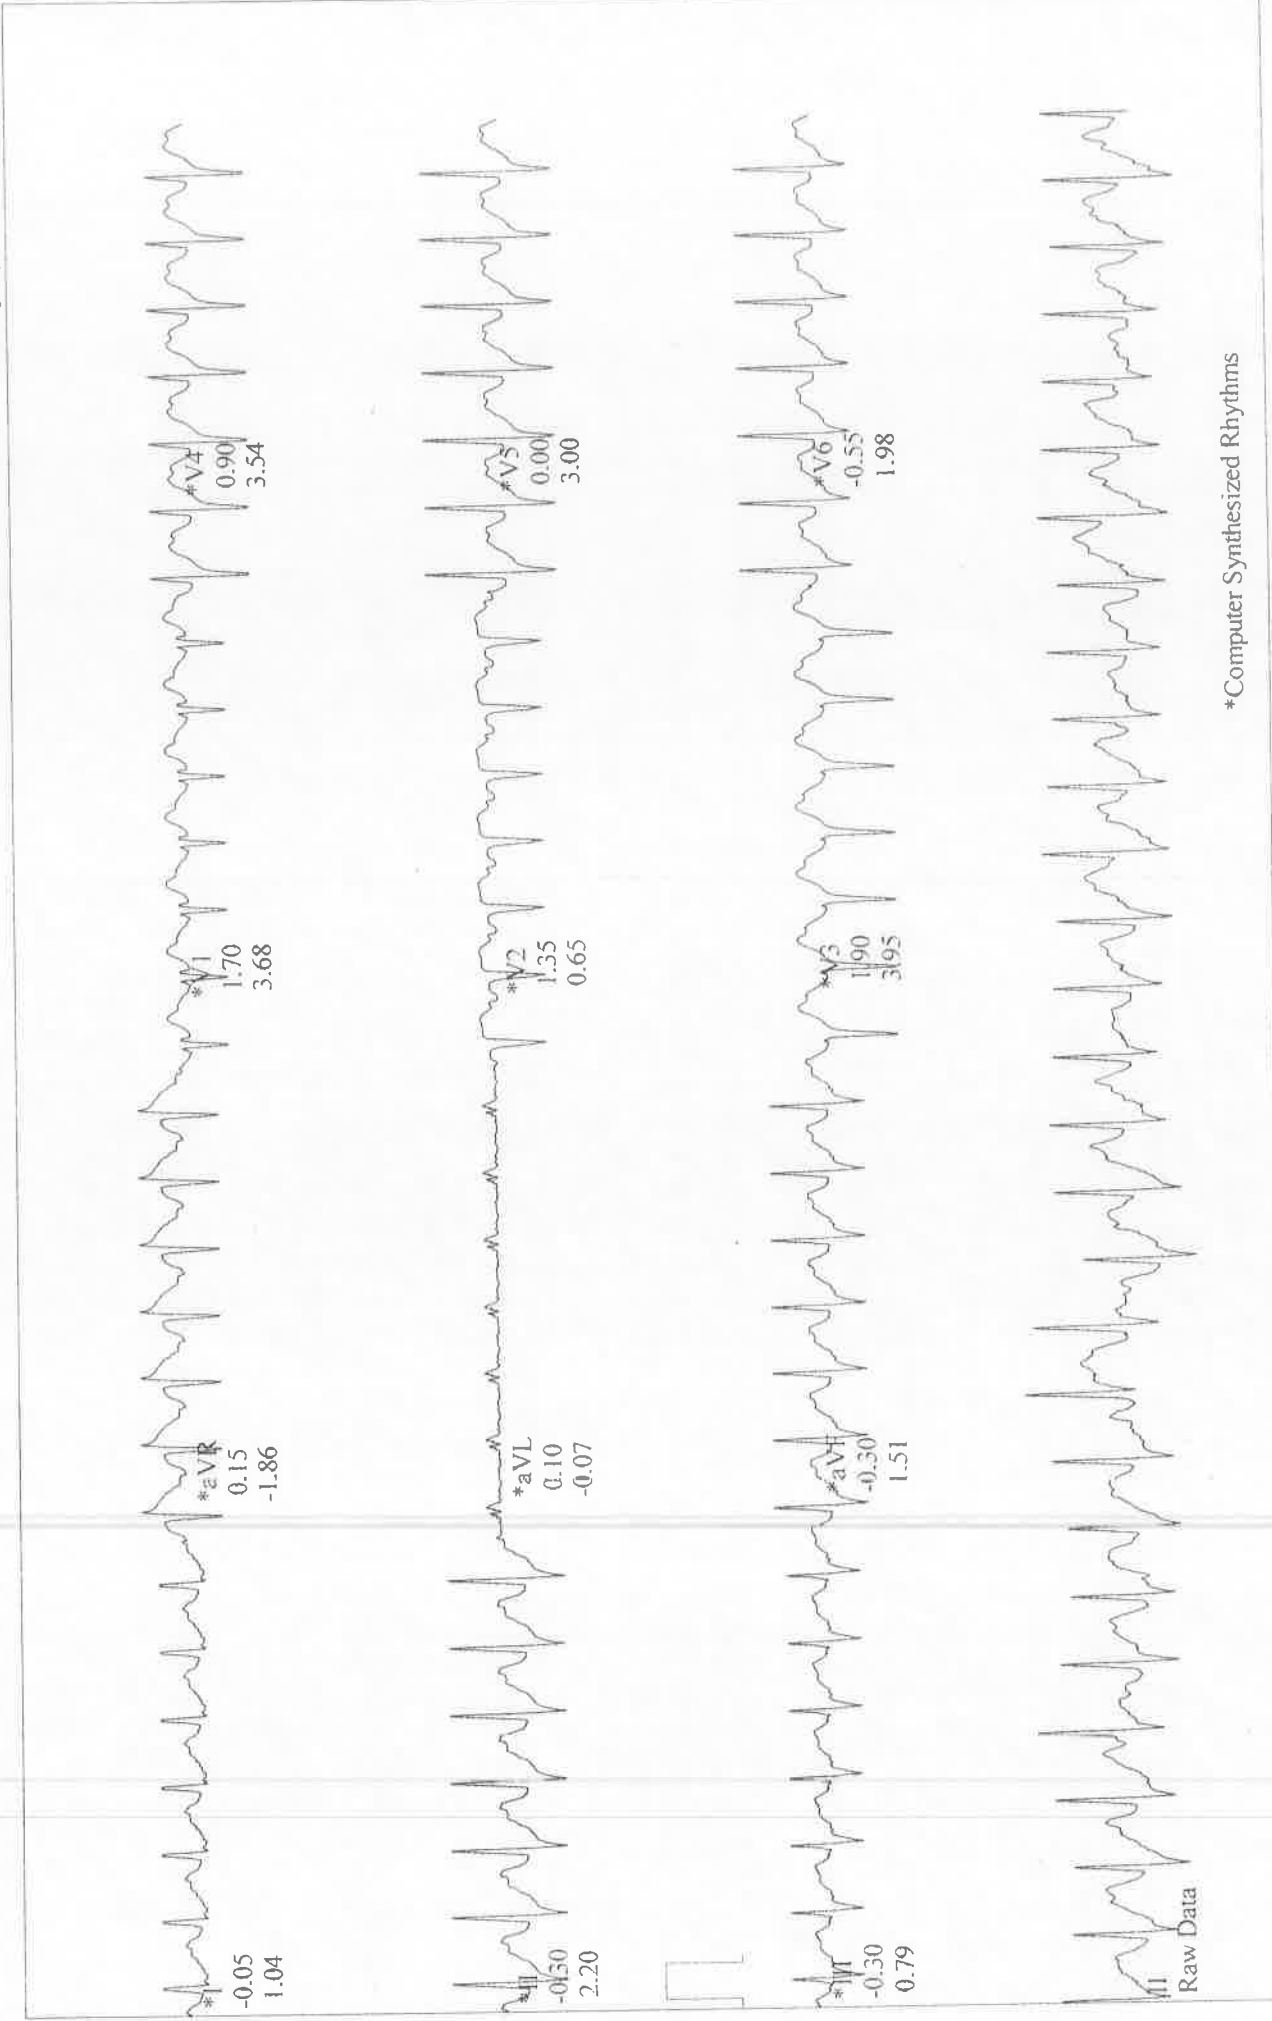 *I
-0.05
1.04
*aVR
0.15
-1.86
*V1
1.70
3.68
*V4
0.90
3.54
*II
-0.30
2.20
*aVL
0.10
-0.07
*V2
1.35
0.65
*V5
0.00
3.00
*III
-0.30
0.79
*aVF
-0.30
1.51
*V3
1.90
3.95
*V6
-0.55
1.98
II
Raw Data
*Computer Synthesized Rhythms